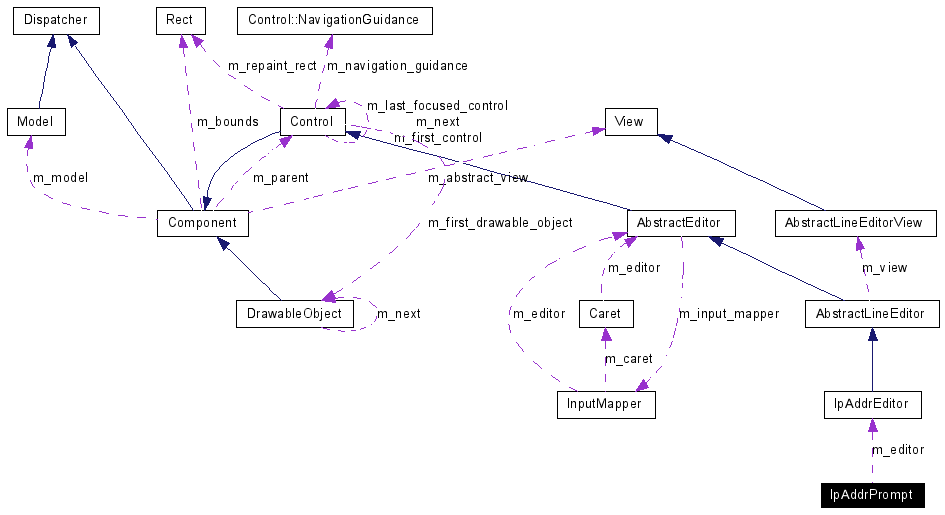 Dispatcher
Rect
Control::NavigationGuidance
m_repaint_rect
m_navigation_guidance
Model
m_bounds
Control
m_last_focused_control
m_next
m_first_control
View
m_model
m_parent
m_abstract_view
Component
m_first_drawable_object
AbstractEditor
AbstractLineEditorView
m_editor
m_view
DrawableObject
m_next
m_editor
Caret
m_input_mapper
AbstractLineEditor
m_caret
InputMapper
IpAddrEditor
m_editor
IpAddrPrompt